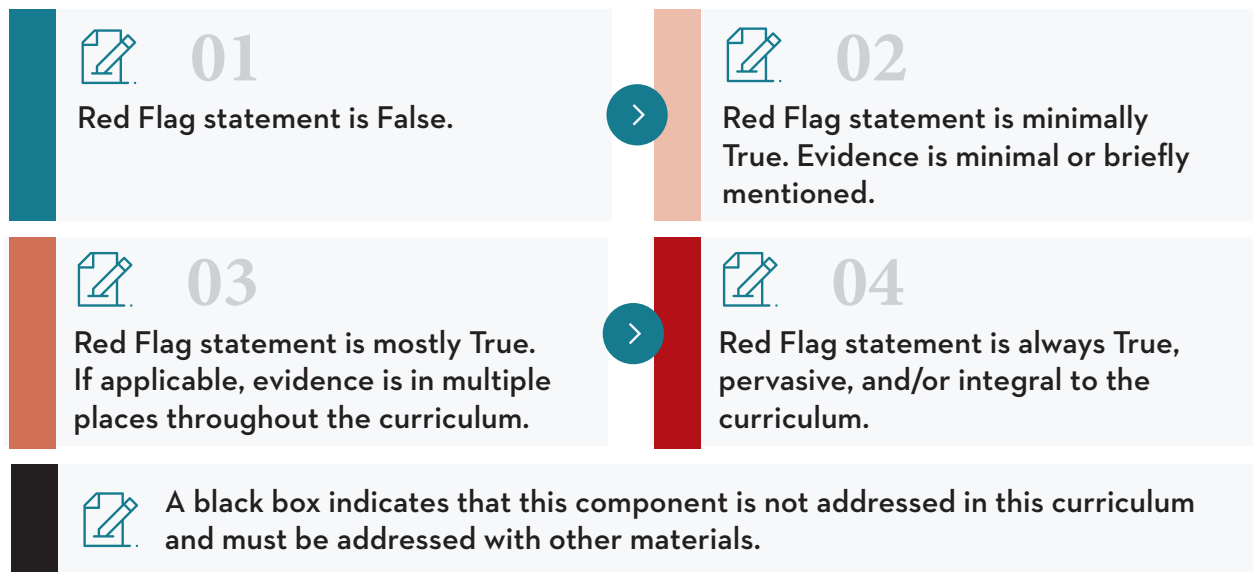 01
Red Flag statement is False.
02
Red Flag statement is minimally
True. Evidence is minimal or briefly
mentioned.
03
Red Flag statement is mostly True.
If applicable, evidence is in multiple
places throughout the curriculum.
04
Red Flag statement is always True,
pervasive, and/or integral to the
curriculum.
A black box indicates that this component is not addressed in this curriculum
and must be addressed with other materials.